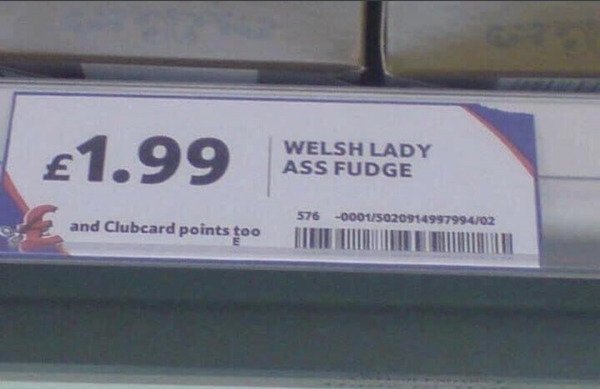 £1.99
WELSH LADY
ASS FUDGE
and Clubcard points too
E
576 -0001/5020914997994/02